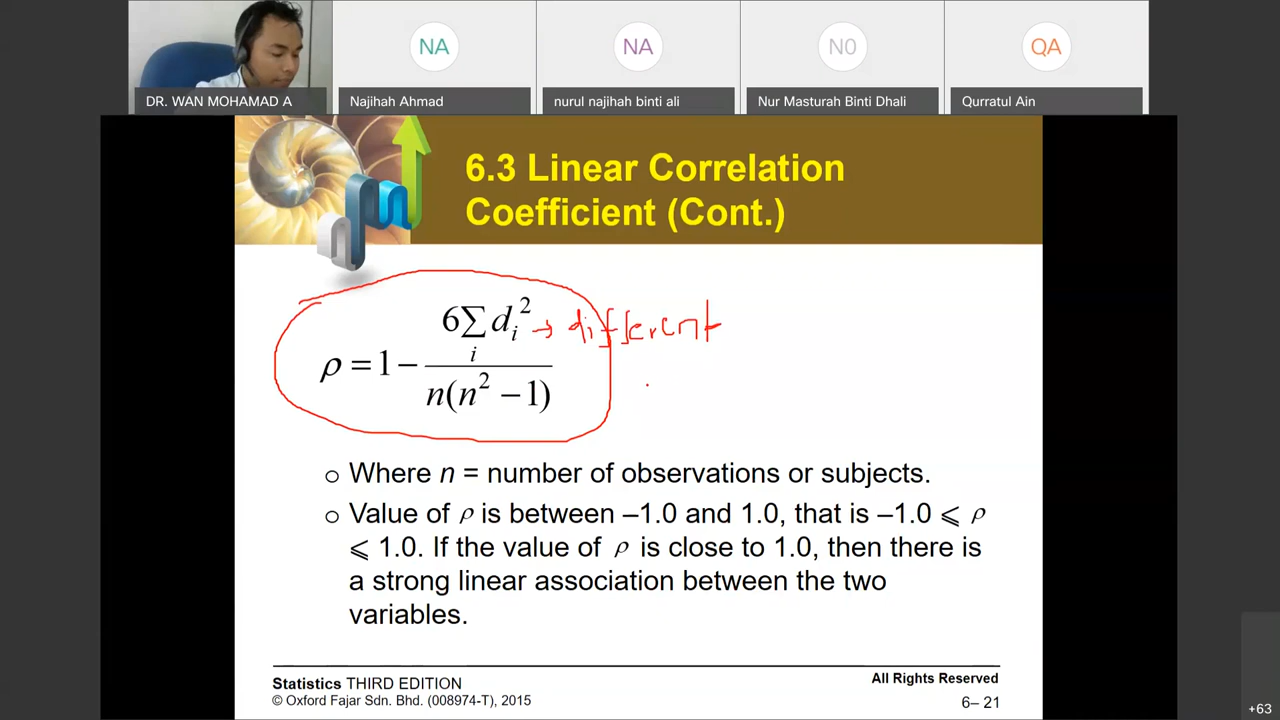 NA
NA
N0
QA
DR. WAN MOHAMAD A
Najihah Ahmad
nurul najihah binti ali
Nur Masturah Binti Dhali
Qurratul Ain
6.3 Linear Correlation
Coefficient (Cont.)
ρ = 1 − 6∑dᵢ² / n(n² − 1)
i
→ different
○ Where n = number of observations or subjects.
○ Value of ρ is between –1.0 and 1.0, that is –1.0 ⩽ ρ
⩽ 1.0. If the value of ρ is close to 1.0, then there is
a strong linear association between the two
variables.
Statistics THIRD EDITION
© Oxford Fajar Sdn. Bhd. (008974-T), 2015
All Rights Reserved
6– 21
+63